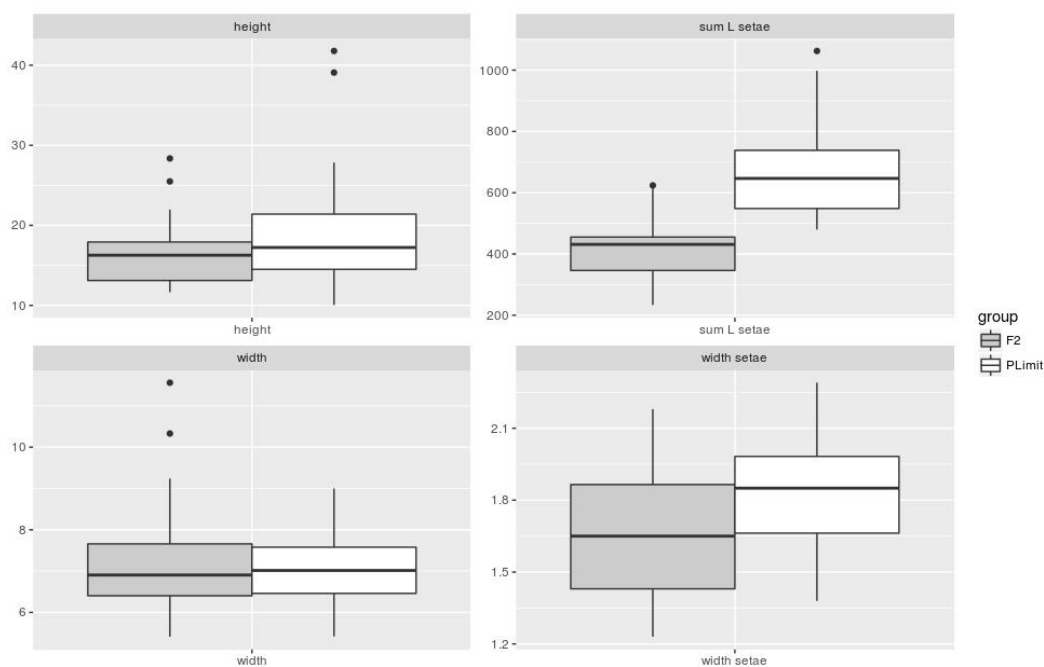 height
40
30
20
10
height
sum L setae
1000
800
600
400
200
sum L setae
width
10
8
6
width
width setae
2.1
1.8
1.5
1.2
width setae
group
F2
PLimit